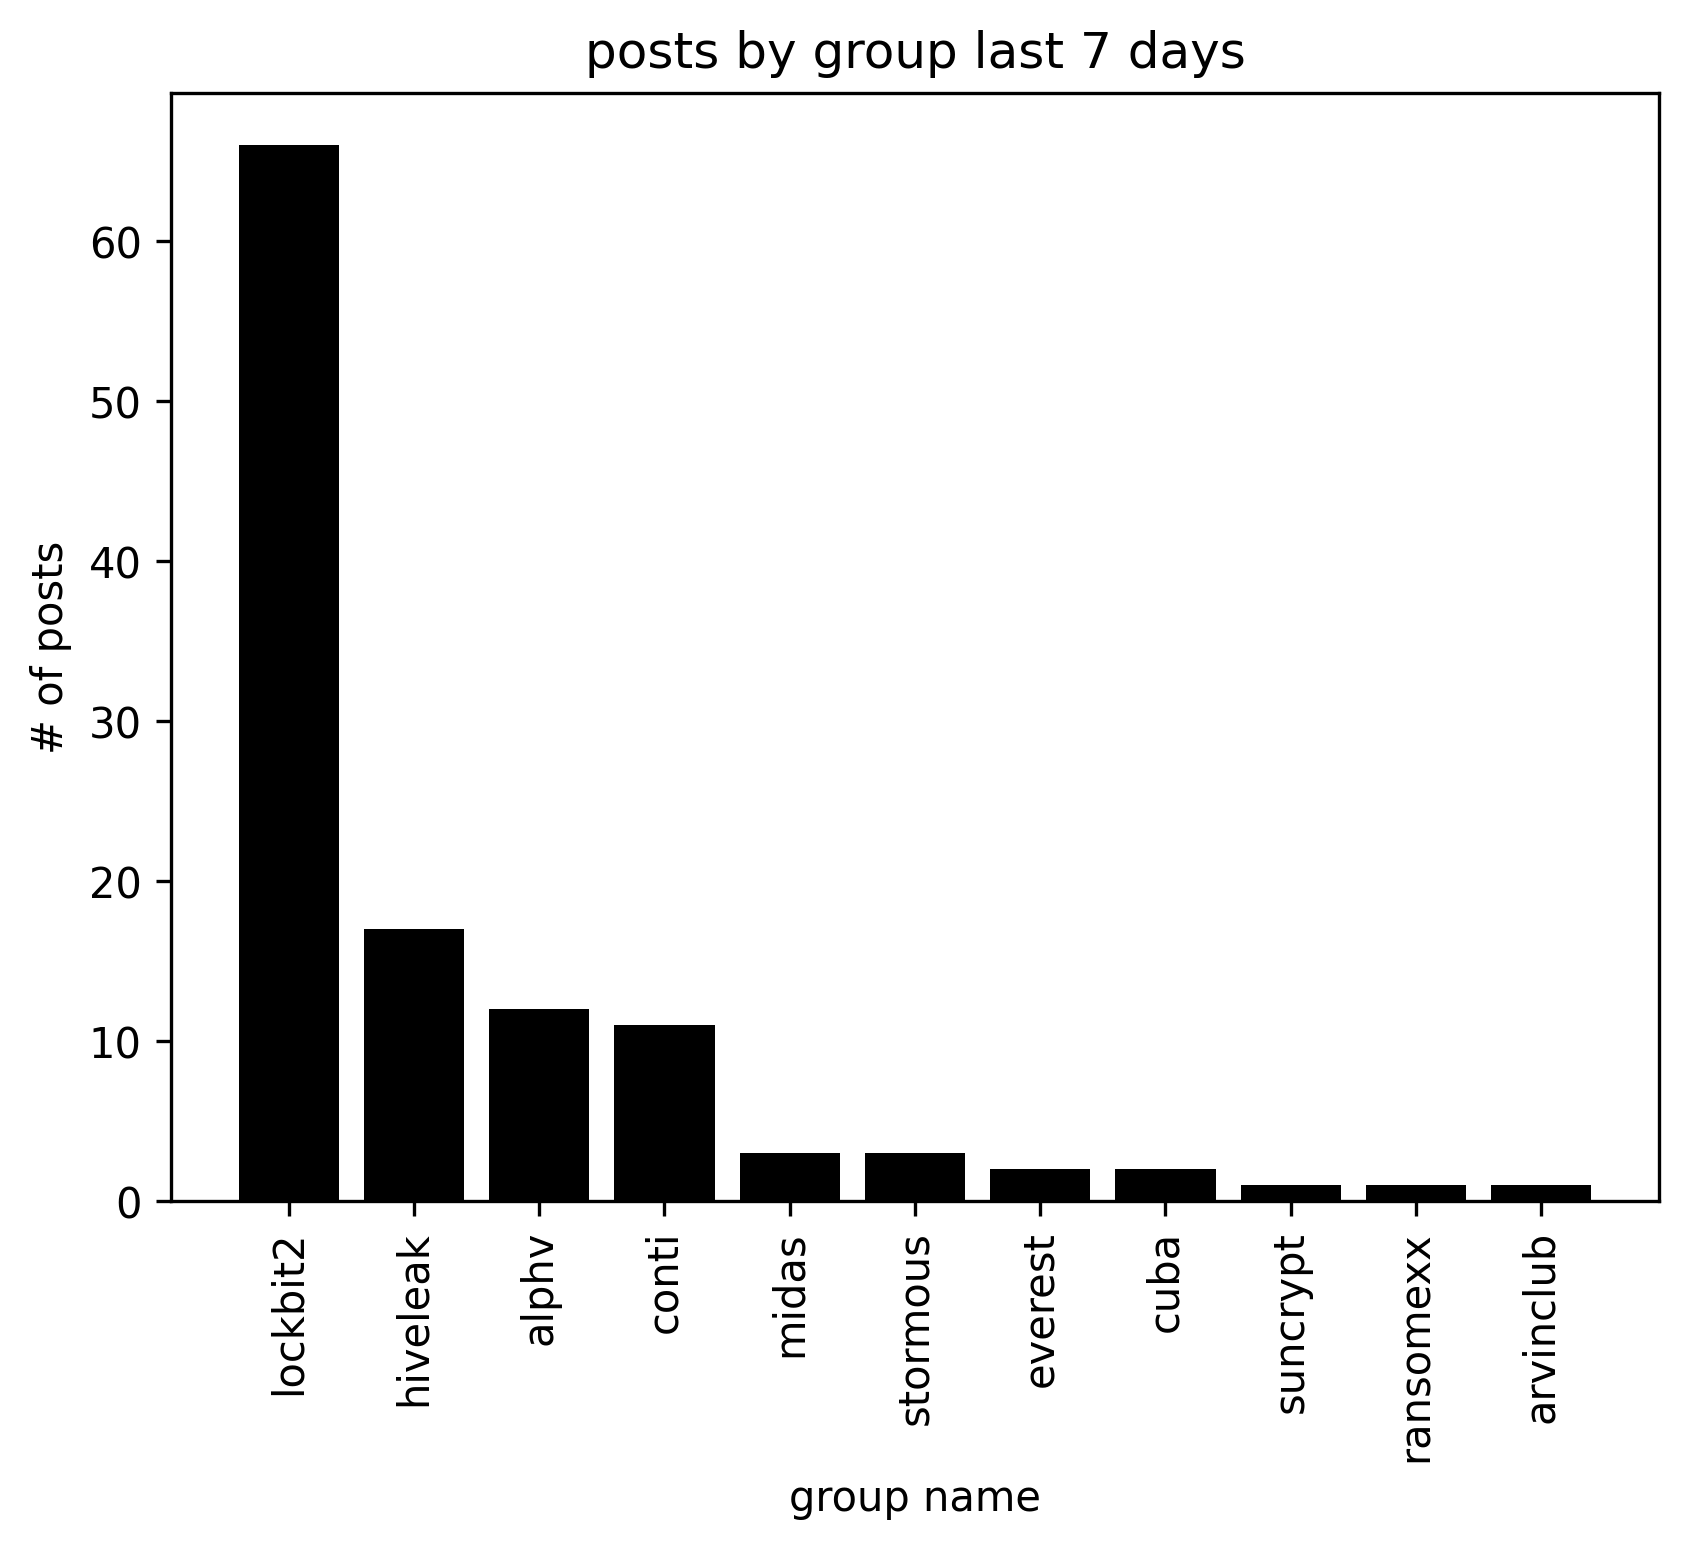 posts by group last 7 days
# of posts
60
50
40
30
20
10
0
lockbit2
hiveleak
alphv
conti
midas
stormous
everest
cuba
suncrypt
ransomexx
arvinclub
group name